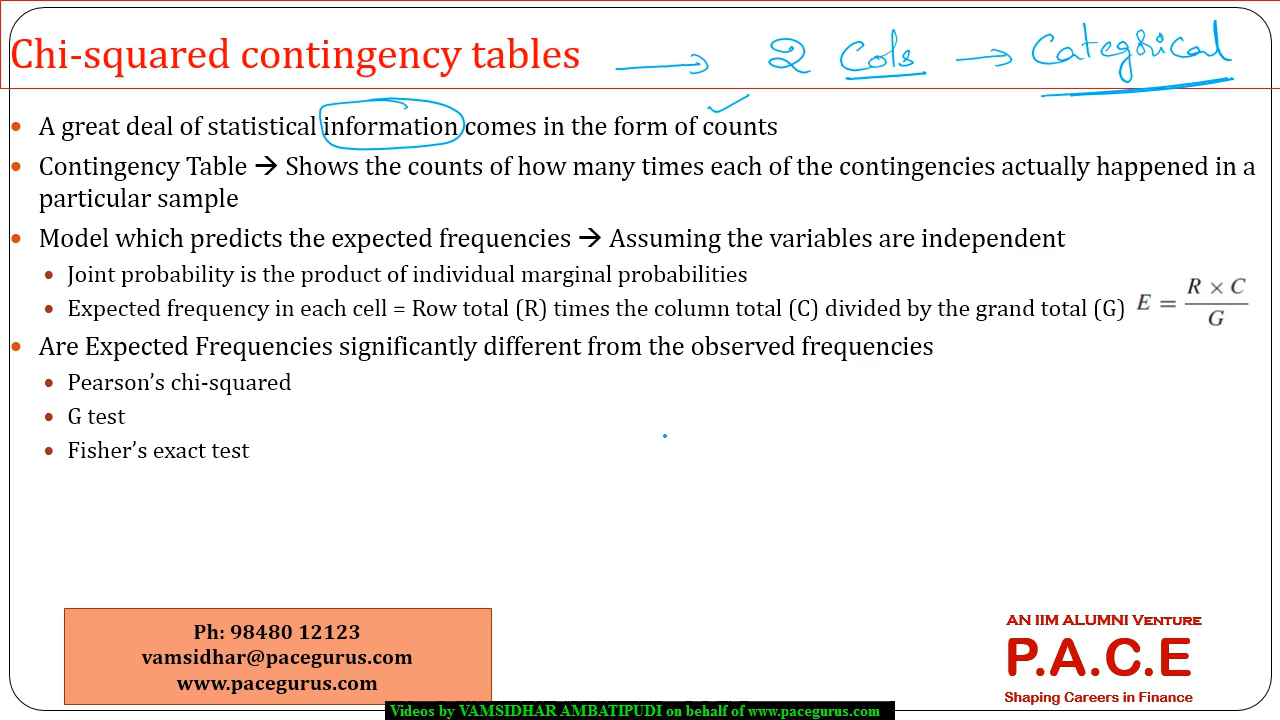 Chi-squared contingency tables → 2 Cols → Categorical
• A great deal of statistical information comes in the form of counts
• Contingency Table → Shows the counts of how many times each of the contingencies actually happened in a
particular sample
• Model which predicts the expected frequencies → Assuming the variables are independent
• Joint probability is the product of individual marginal probabilities
• Expected frequency in each cell = Row total (R) times the column total (C) divided by the grand total (G) E = R × C / G
• Are Expected Frequencies significantly different from the observed frequencies
• Pearson's chi-squared
• G test
• Fisher's exact test
Ph: 98480 12123
vamsidhar@pacegurus.com
www.pacegurus.com
AN IIM ALUMNI VENTURE
P.A.C.E
Shaping Careers in Finance
Videos by VAMSIDHAR AMBATIPUDI on behalf of www.pacegurus.com